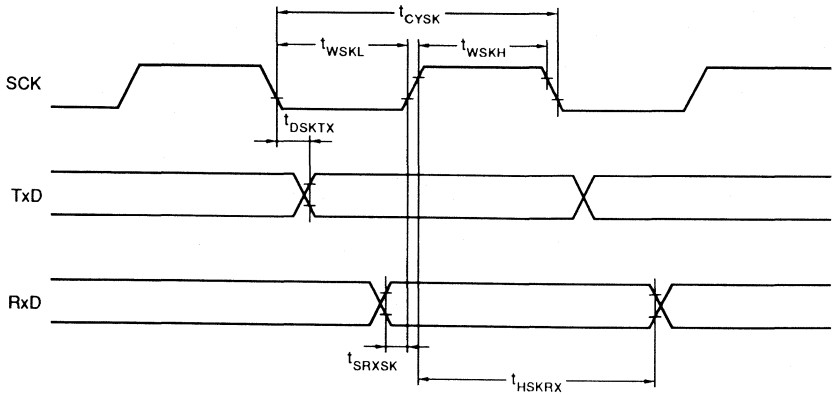 tCYSK
tWSKL
tWSKH
SCK
tDSKTX
TxD
RxD
tSRXSK
tHSKRX